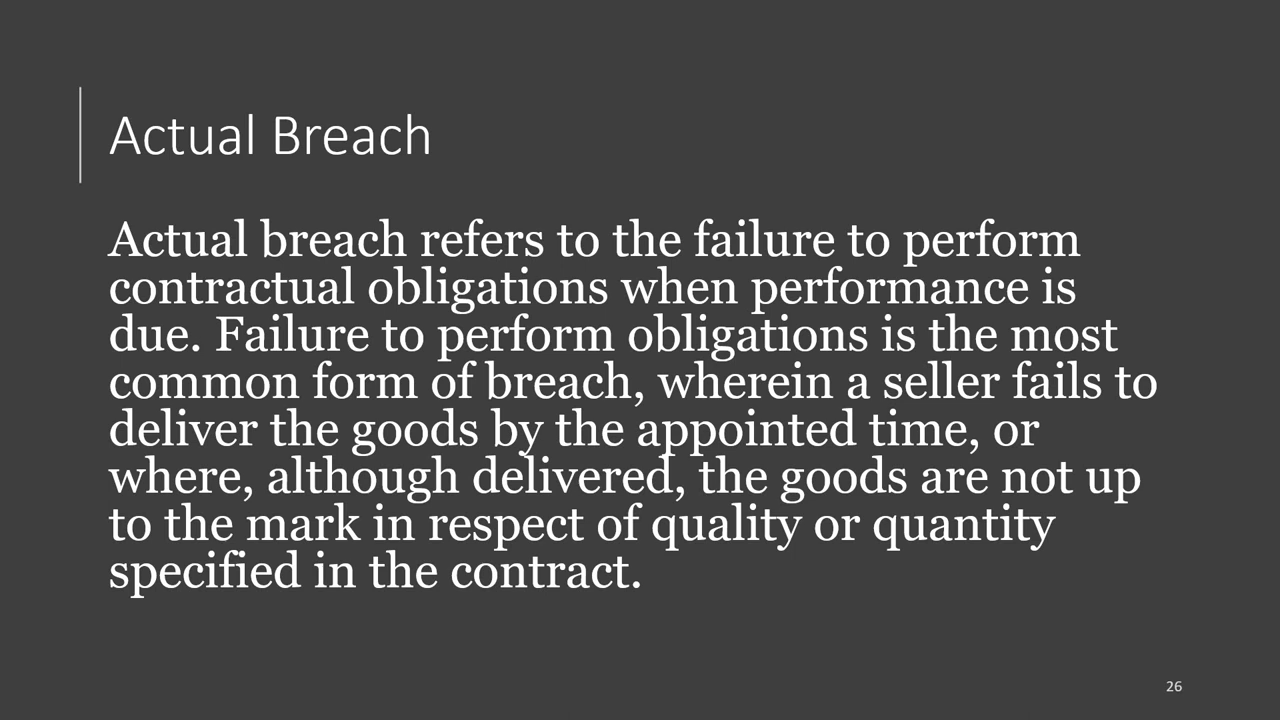 Actual Breach
Actual breach refers to the failure to perform
contractual obligations when performance is
due. Failure to perform obligations is the most
common form of breach, wherein a seller fails to
deliver the goods by the appointed time, or
where, although delivered, the goods are not up
to the mark in respect of quality or quantity
specified in the contract.
26